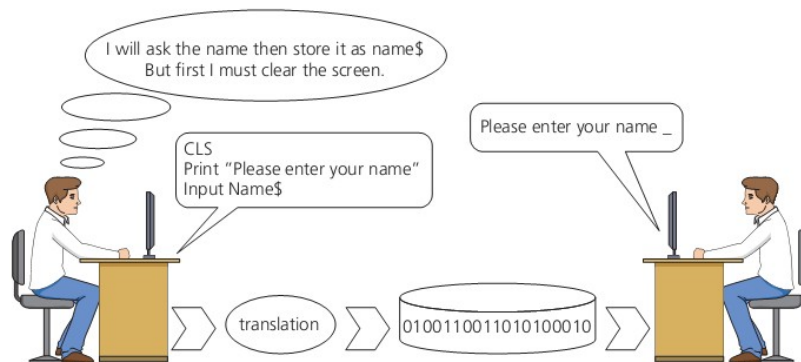 I will ask the name then store it as name$
But first I must clear the screen.
CLS
Print “Please enter your name”
Input Name$
Please enter your name _
translation
0100110011010100010